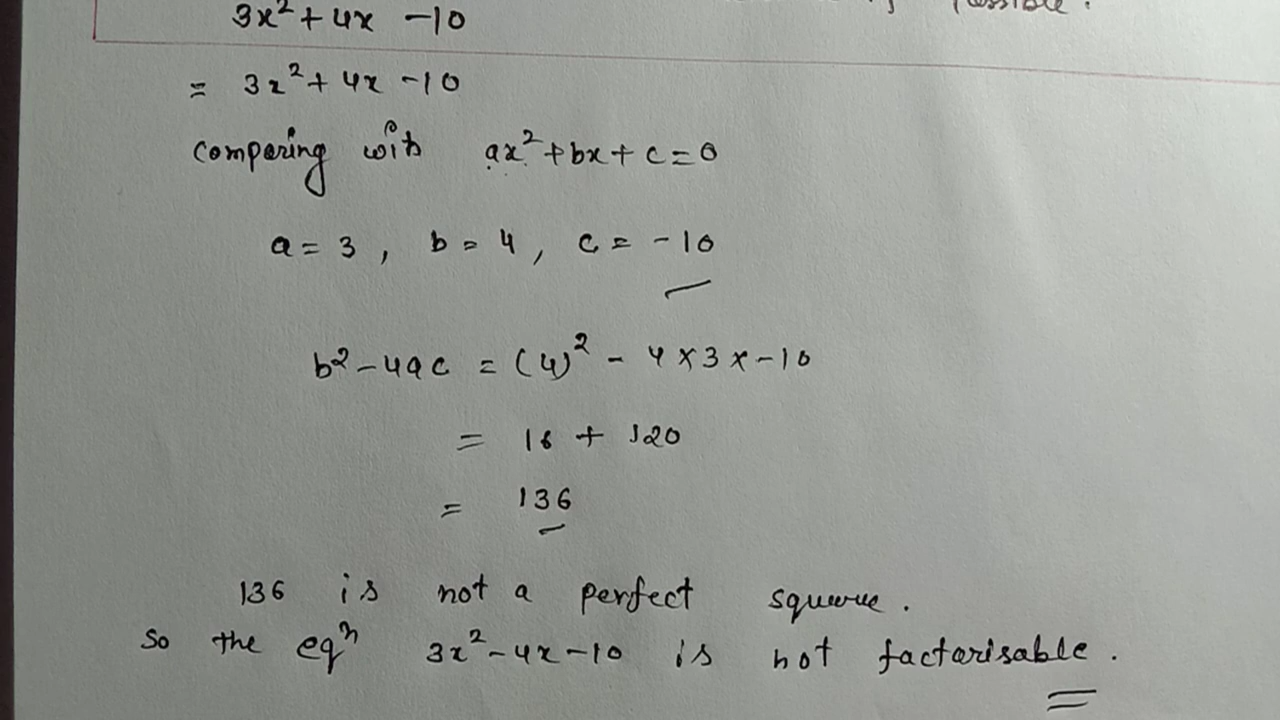 possible.
3x² + 4x - 10
= 3x² + 4x - 10
Comparing with ax² + bx + c = 0
a = 3 , b = 4 , c = -10
b² - 4ac = (4)² - 4 × 3 × -10
= 16 + 120
= 136
136 is not a perfect square .
So the eqⁿ 3x² - 4x - 10 is not factorisable .